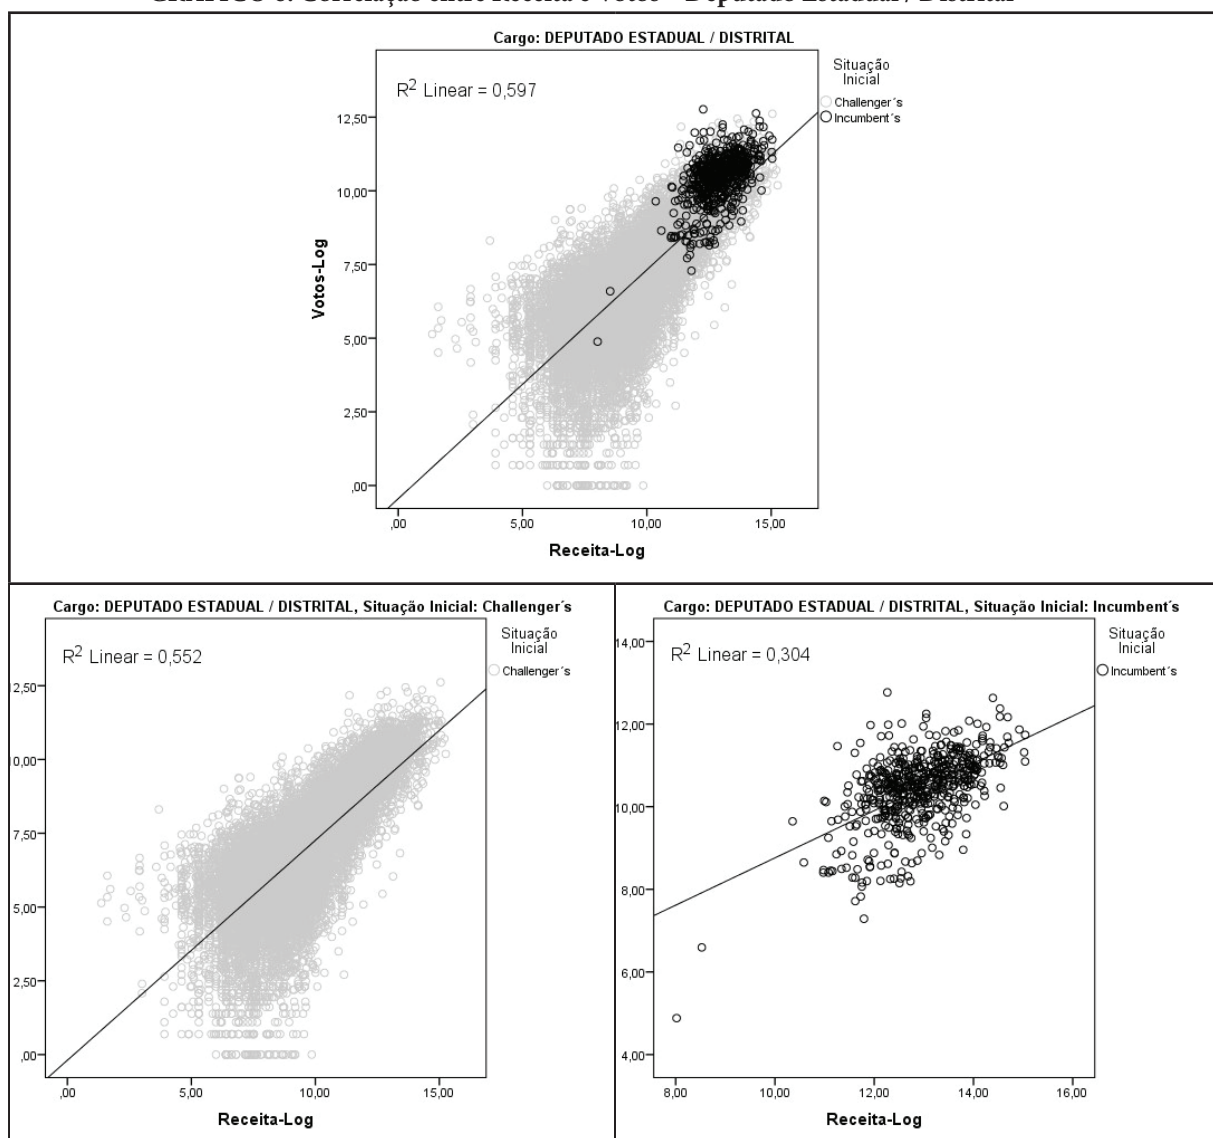 Cargo: DEPUTADO ESTADUAL / DISTRITAL
R2 Linear = 0,597
Situação
Inicial
Challenger´s
Incumbent´s
12,50
10,00
7,50
5,00
2,50
,00
Votos-Log
,00 5,00 10,00 15,00
Receita-Log
Cargo: DEPUTADO ESTADUAL / DISTRITAL, Situação Inicial: Challenger´s
R2 Linear = 0,552
Situação
Inicial
Challenger´s
2,50
0,00
7,50
5,00
2,50
,00
,00 5,00 10,00 15,00
Receita-Log
Cargo: DEPUTADO ESTADUAL / DISTRITAL, Situação Inicial: Incumbent´s
R2 Linear = 0,304
Situação
Inicial
Incumbent´s
14,00
12,00
10,00
8,00
6,00
4,00
8,00 10,00 12,00 14,00 16,00
Receita-Log